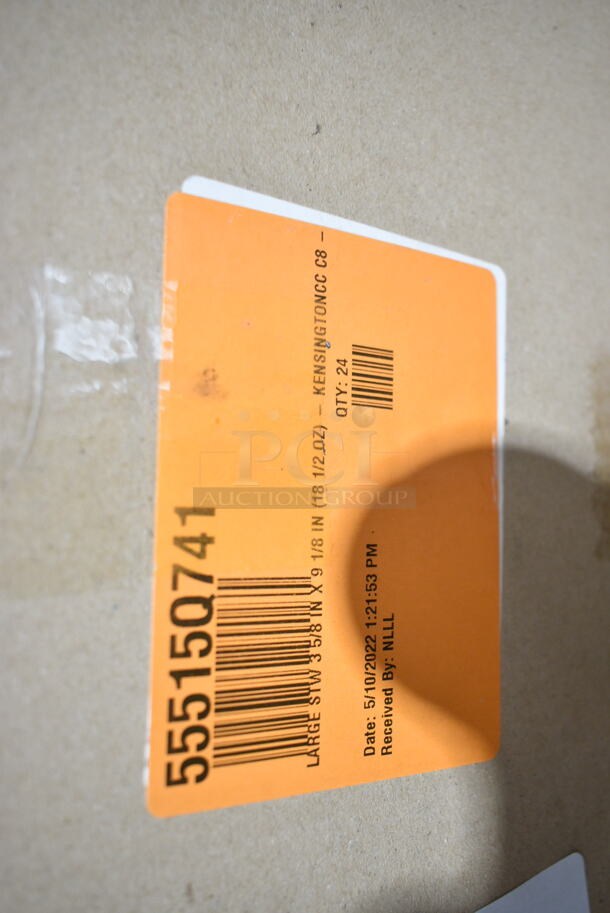 55515Q741
LARGE STW 3 5/8 IN X 9 1/8 IN (18 1/2 OZ) - KENSINGTONCC C8 -
QTY: 24
Date: 5/10/2022 1:21:53 PM
Received By: NLLL
PCi
AUCTION GROUP